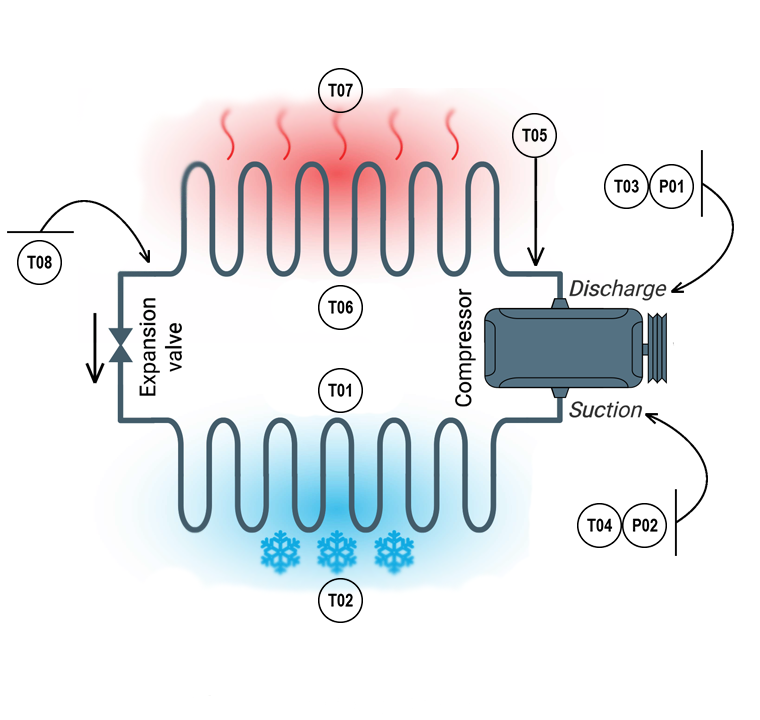 T07
T05
T03
P01
T08
Discharge
T06
Expansion
valve
Compressor
T01
Suction
T04
P02
T02